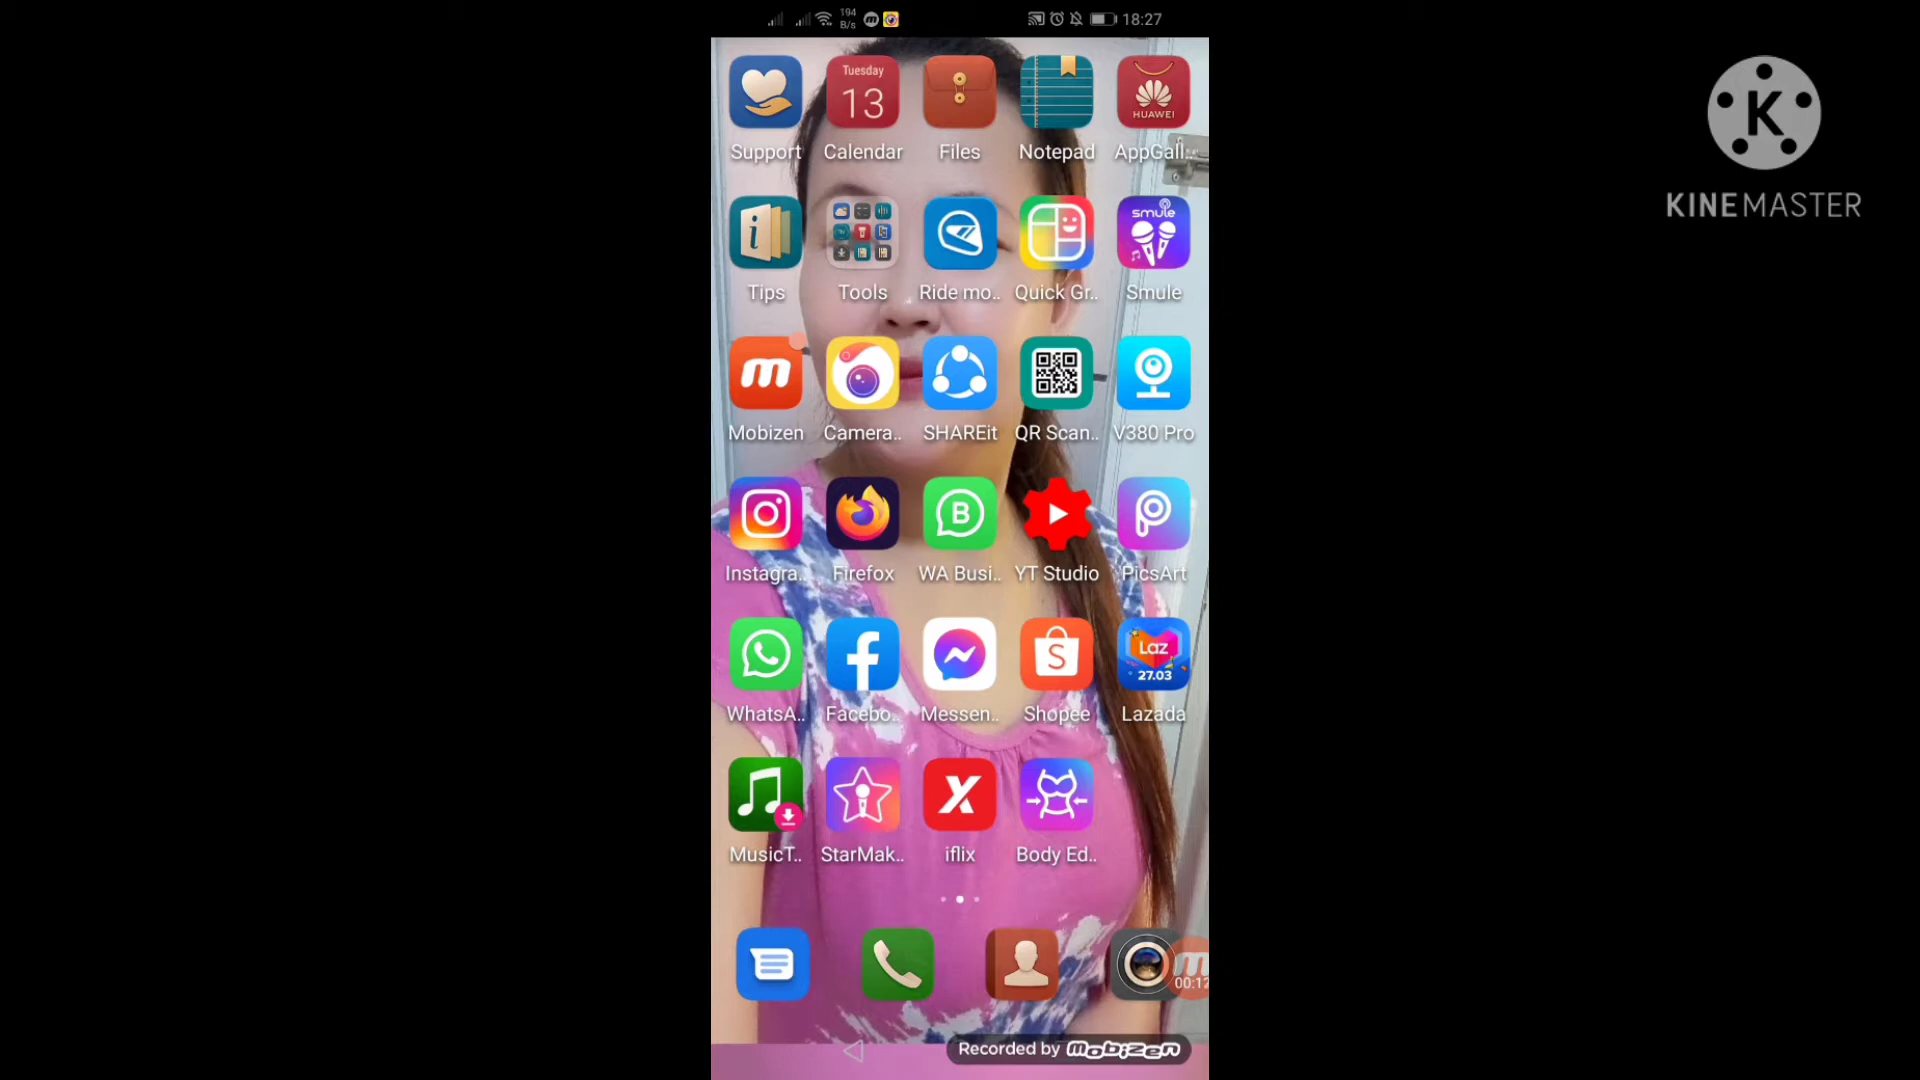 194
B/s
18:27
K
KINEMASTER
Tuesday
13
HUAWEI
Support
Calendar
Files
Notepad
AppGall..
i
smule
Tips
Tools
Ride mo..
Quick Gr..
Smule
m
Mobizen
Camera..
SHAREit
QR Scan..
V380 Pro
B
Instagra..
Firefox
WA Busi..
YT Studio
PicsArt
f
S
Laz
27.03
WhatsA..
Facebo..
Messen..
Shopee
Lazada
x
MusicT..
StarMak..
iflix
Body Ed..
m
00:12
Recorded by mobizen